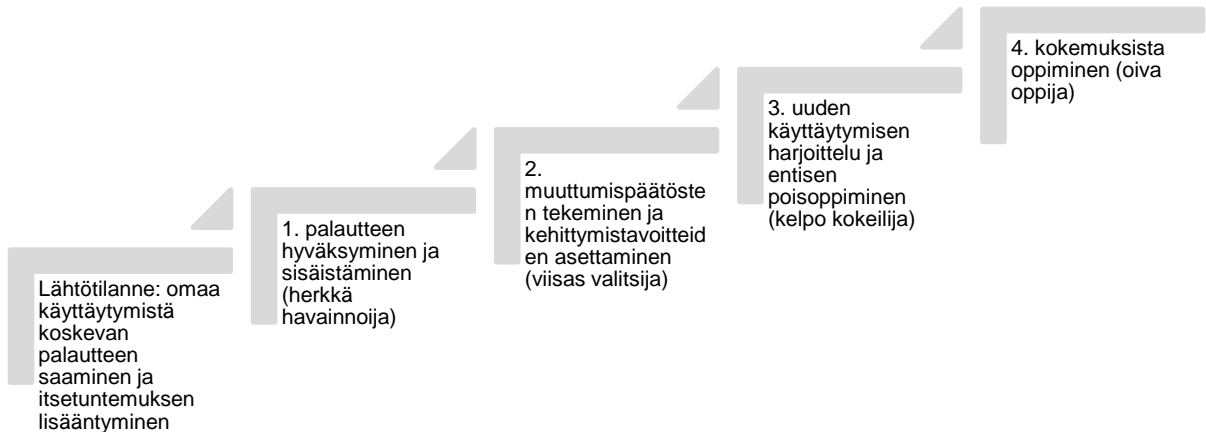 Lähtötilanne: omaa
käyttäytymistä
koskevan
palautteen
saaminen ja
itsetuntemuksen
lisääntyminen
1. palautteen
hyväksyminen ja
sisäistäminen
(herkkä
havainnoija)
2.
muuttumispäätöste
n tekeminen ja
kehittymistavoitteid
en asettaminen
(viisas valitsija)
3. uuden
käyttäytymisen
harjoittelu ja
entisen
poisoppiminen
(kelpo kokeilija)
4. kokemuksista
oppiminen (oiva
oppija)